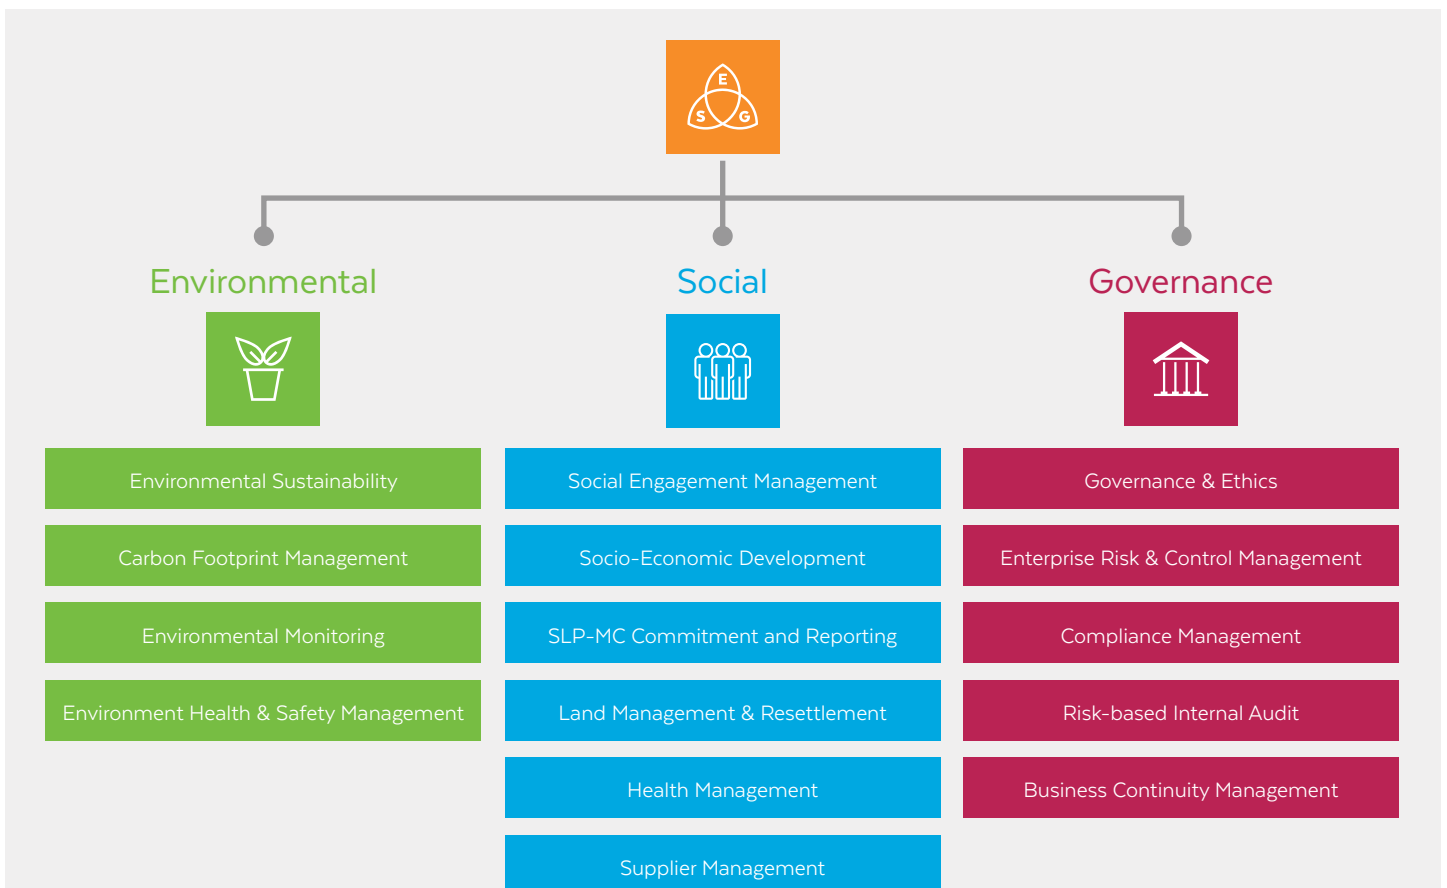 E
S G
Environmental
Social
Governance
Environmental Sustainability
Carbon Footprint Management
Environmental Monitoring
Environment Health & Safety Management
Social Engagement Management
Socio-Economic Development
SLP-MC Commitment and Reporting
Land Management & Resettlement
Health Management
Supplier Management
Governance & Ethics
Enterprise Risk & Control Management
Compliance Management
Risk-based Internal Audit
Business Continuity Management